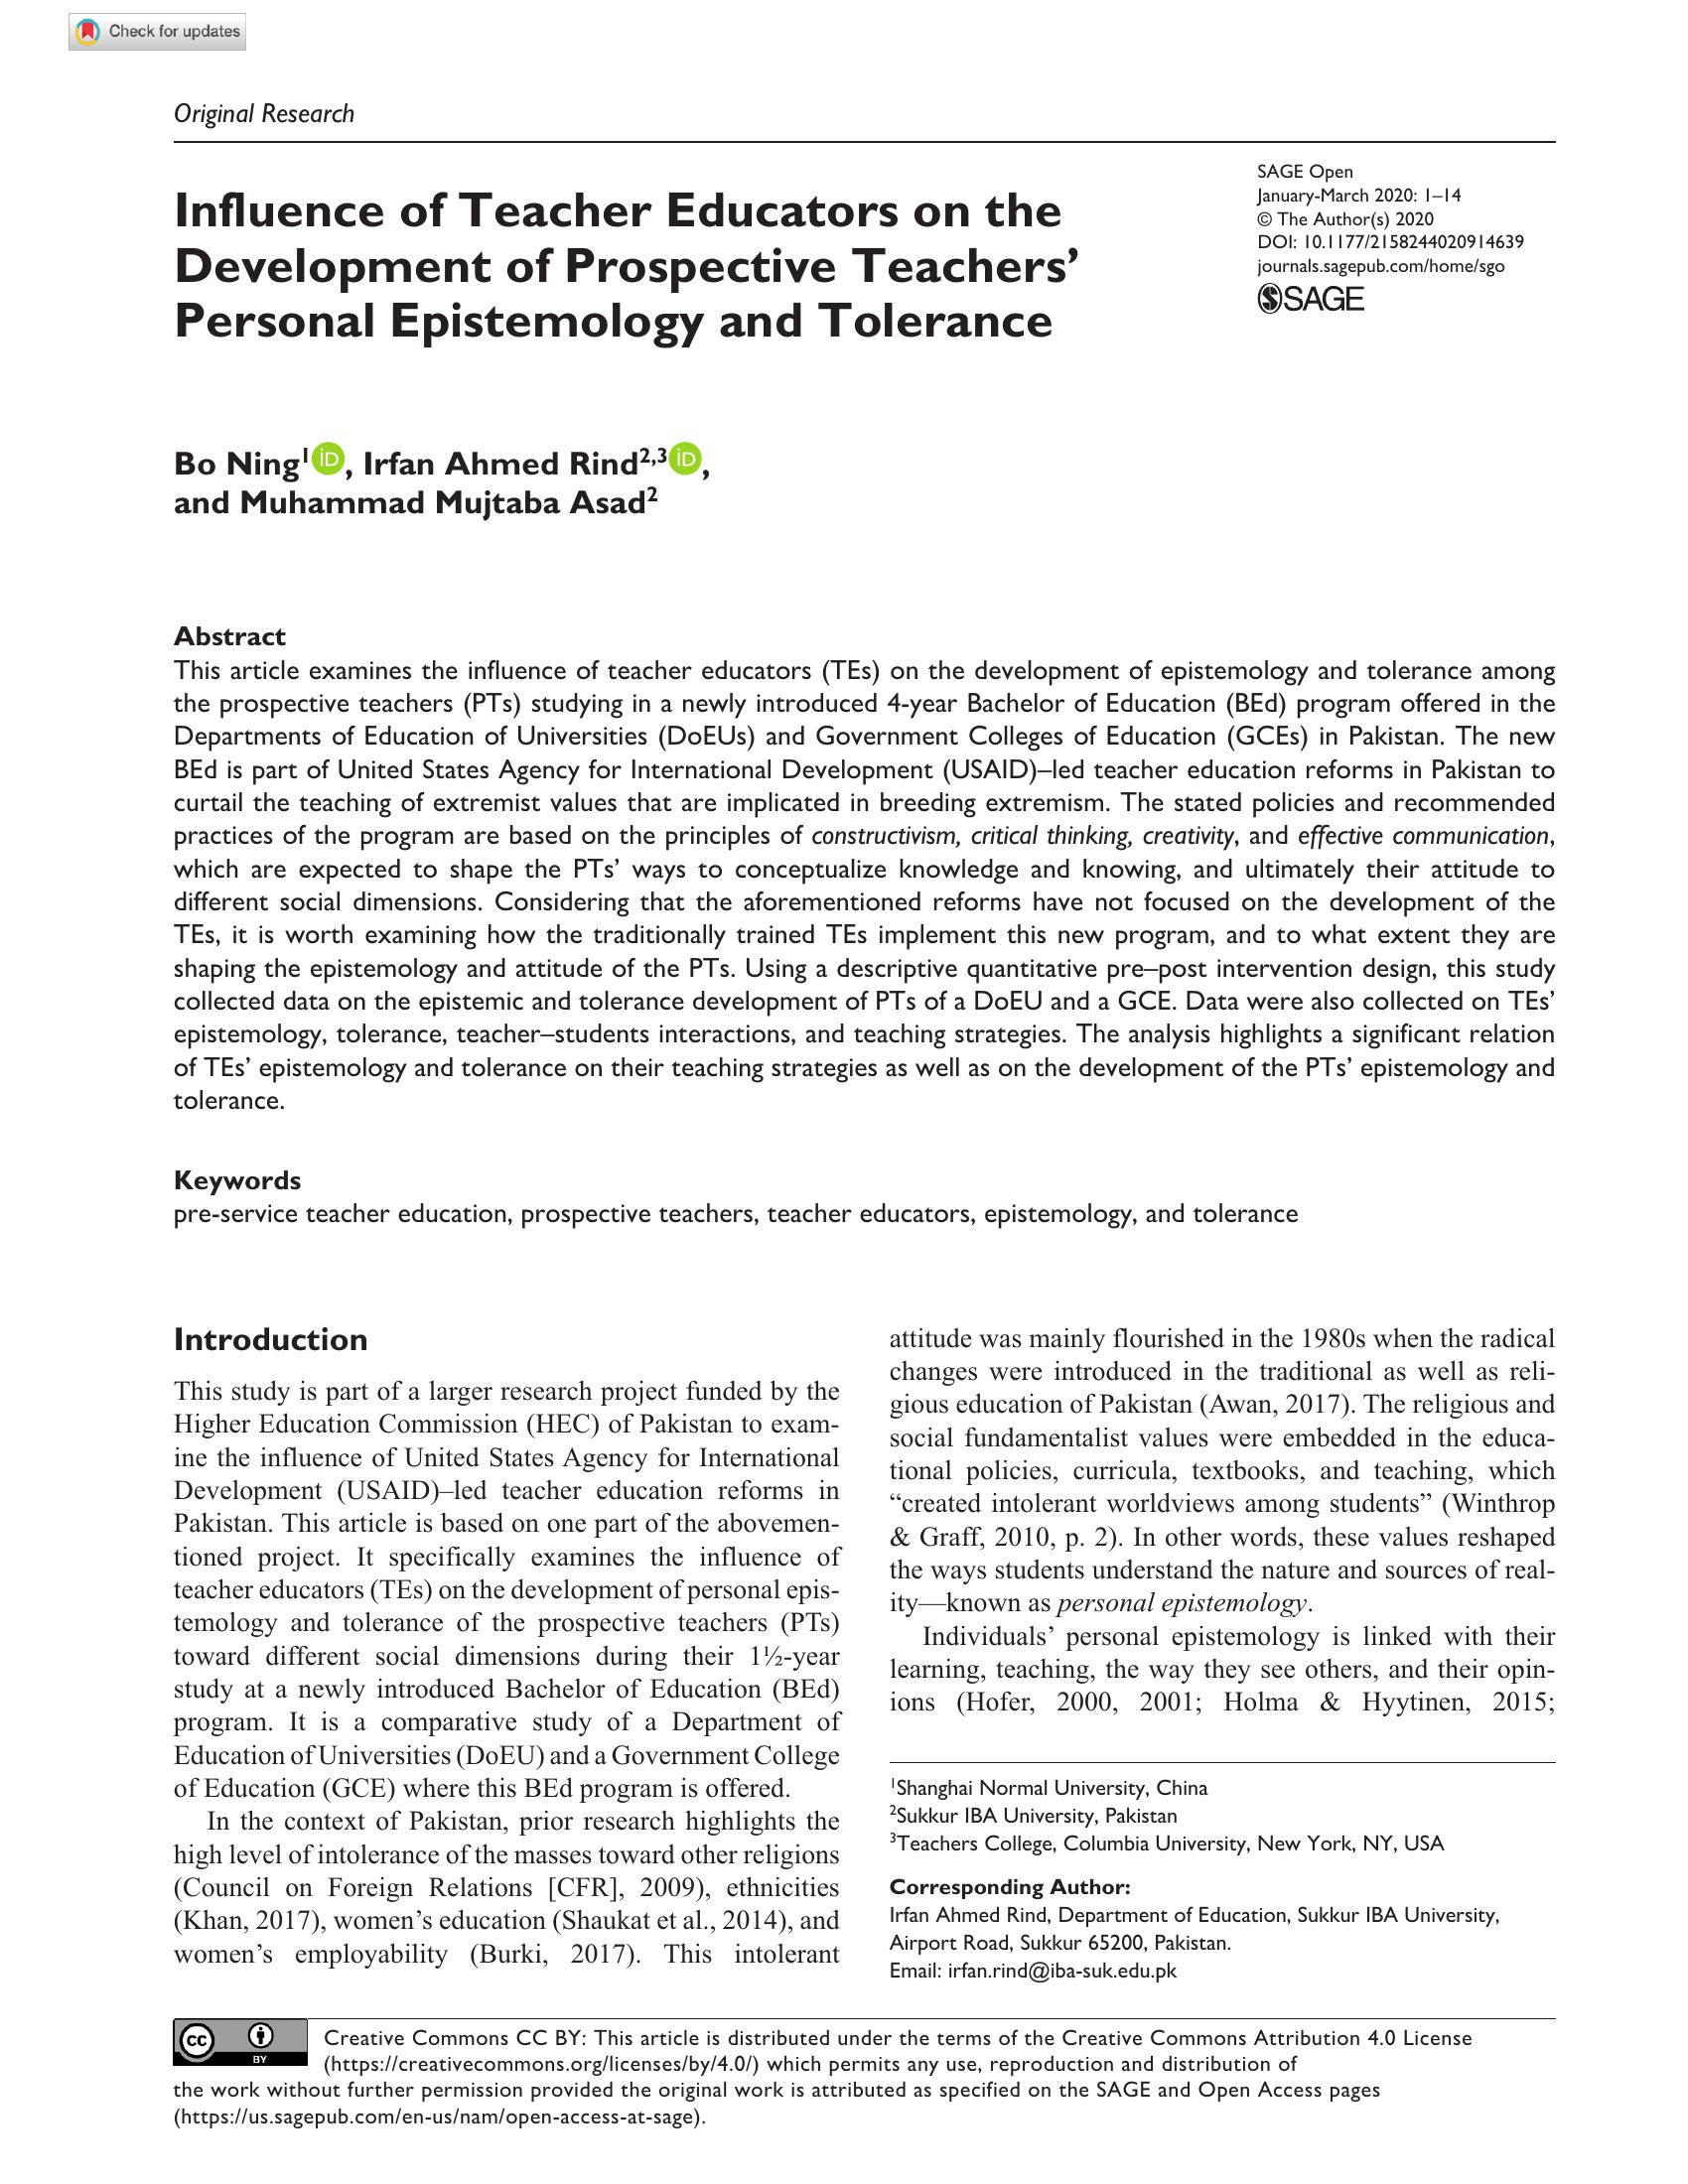 Check for updates
Original Research
SAGE Open
January-March 2020: 1–14
© The Author(s) 2020
DOI: 10.1177/2158244020914639
journals.sagepub.com/home/sgo
SAGE
Influence of Teacher Educators on the
Development of Prospective Teachers’
Personal Epistemology and Tolerance
Bo Ning1 iD, Irfan Ahmed Rind2,3 iD,
and Muhammad Mujtaba Asad2
Abstract
This article examines the influence of teacher educators (TEs) on the development of epistemology and tolerance among
the prospective teachers (PTs) studying in a newly introduced 4-year Bachelor of Education (BEd) program offered in the
Departments of Education of Universities (DoEUs) and Government Colleges of Education (GCEs) in Pakistan. The new
BEd is part of United States Agency for International Development (USAID)–led teacher education reforms in Pakistan to
curtail the teaching of extremist values that are implicated in breeding extremism. The stated policies and recommended
practices of the program are based on the principles of constructivism, critical thinking, creativity, and effective communication,
which are expected to shape the PTs’ ways to conceptualize knowledge and knowing, and ultimately their attitude to
different social dimensions. Considering that the aforementioned reforms have not focused on the development of the
TEs, it is worth examining how the traditionally trained TEs implement this new program, and to what extent they are
shaping the epistemology and attitude of the PTs. Using a descriptive quantitative pre–post intervention design, this study
collected data on the epistemic and tolerance development of PTs of a DoEU and a GCE. Data were also collected on TEs’
epistemology, tolerance, teacher–students interactions, and teaching strategies. The analysis highlights a significant relation
of TEs’ epistemology and tolerance on their teaching strategies as well as on the development of the PTs’ epistemology and
tolerance.
Keywords
pre-service teacher education, prospective teachers, teacher educators, epistemology, and tolerance
Introduction
This study is part of a larger research project funded by the
Higher Education Commission (HEC) of Pakistan to exam-
ine the influence of United States Agency for International
Development (USAID)–led teacher education reforms in
Pakistan. This article is based on one part of the abovemen-
tioned project. It specifically examines the influence of
teacher educators (TEs) on the development of personal epis-
temology and tolerance of the prospective teachers (PTs)
toward different social dimensions during their 1½-year
study at a newly introduced Bachelor of Education (BEd)
program. It is a comparative study of a Department of
Education of Universities (DoEU) and a Government College
of Education (GCE) where this BEd program is offered.
In the context of Pakistan, prior research highlights the
high level of intolerance of the masses toward other religions
(Council on Foreign Relations [CFR], 2009), ethnicities
(Khan, 2017), women’s education (Shaukat et al., 2014), and
women’s employability (Burki, 2017). This intolerant
attitude was mainly flourished in the 1980s when the radical
changes were introduced in the traditional as well as reli-
gious education of Pakistan (Awan, 2017). The religious and
social fundamentalist values were embedded in the educa-
tional policies, curricula, textbooks, and teaching, which
“created intolerant worldviews among students” (Winthrop
& Graff, 2010, p. 2). In other words, these values reshaped
the ways students understand the nature and sources of real-
ity—known as personal epistemology.
Individuals’ personal epistemology is linked with their
learning, teaching, the way they see others, and their opin-
ions (Hofer, 2000, 2001; Holma & Hyytinen, 2015;
1Shanghai Normal University, China
2Sukkur IBA University, Pakistan
3Teachers College, Columbia University, New York, NY, USA
Corresponding Author:
Irfan Ahmed Rind, Department of Education, Sukkur IBA University,
Airport Road, Sukkur 65200, Pakistan.
Email: irfan.rind@iba-suk.edu.pk
cc BY
Creative Commons CC BY: This article is distributed under the terms of the Creative Commons Attribution 4.0 License
(https://creativecommons.org/licenses/by/4.0/) which permits any use, reproduction and distribution of
the work without further permission provided the original work is attributed as specified on the SAGE and Open Access pages
(https://us.sagepub.com/en-us/nam/open-access-at-sage).